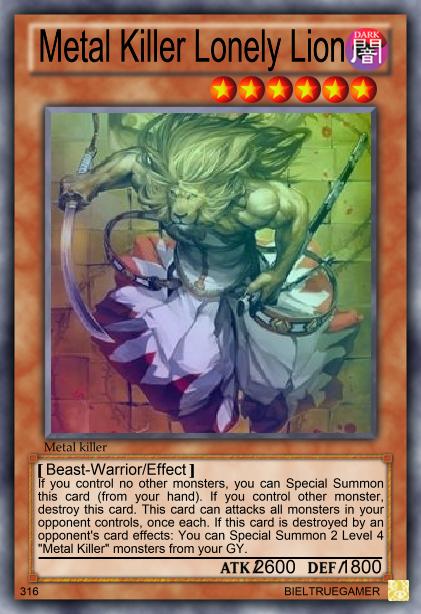 Metal Killer Lonely Lion
DARK
闇
Metal killer
[ Beast-Warrior/Effect ]
If you control no other monsters, you can Special Summon
this card (from your hand). If you control other monster,
destroy this card. This card can attacks all monsters in your
opponent controls, once each. If this card is destroyed by an
opponent's card effects: You can Special Summon 2 Level 4
"Metal Killer" monsters from your GY.
ATK/2600 DEF/1800
316 BIELTRUEGAMER